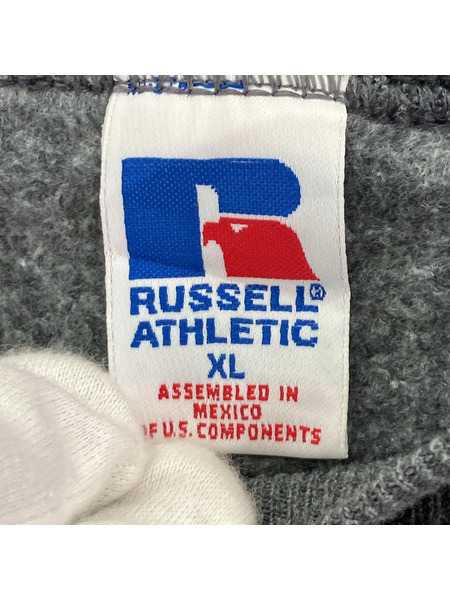 RUSSELL®
ATHLETIC
XL
ASSEMBLED IN
MEXICO
OF U.S. COMPONENTS